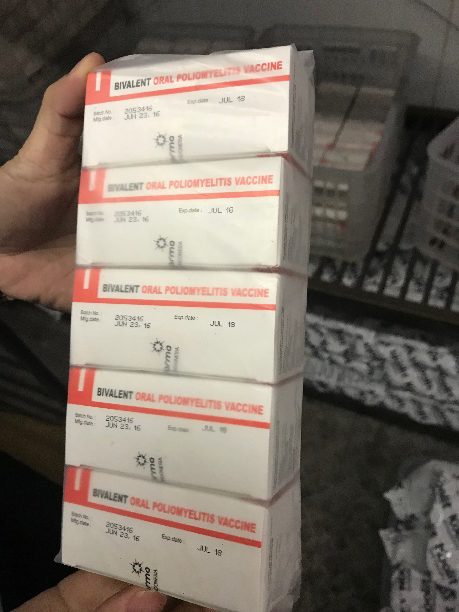 BIVALENT ORAL POLIOMYELITIS VACCINE
Batch No. 2053416 Exp.date : JUL 18
Mfg.date JUN 23. 16
BIVALENT ORAL POLIOMYELITIS VACCINE
Batch No. 2053416 Exp.date : JUL 18
Mfg.date JUN 23. 16
BIVALENT ORAL POLIOMYELITIS VACCINE
Batch No. 2053416 Exp.date : JUL 18
Mfg.date JUN 23. 16
BIVALENT ORAL POLIOMYELITIS VACCINE
Batch No. 2053416 Exp.date : JUL 18
Mfg.date JUN 23. 16
BIVALENT ORAL POLIOMYELITIS VACCINE
Batch No. 2053416 Exp.date : JUL 18
Mfg.date JUN 23. 16